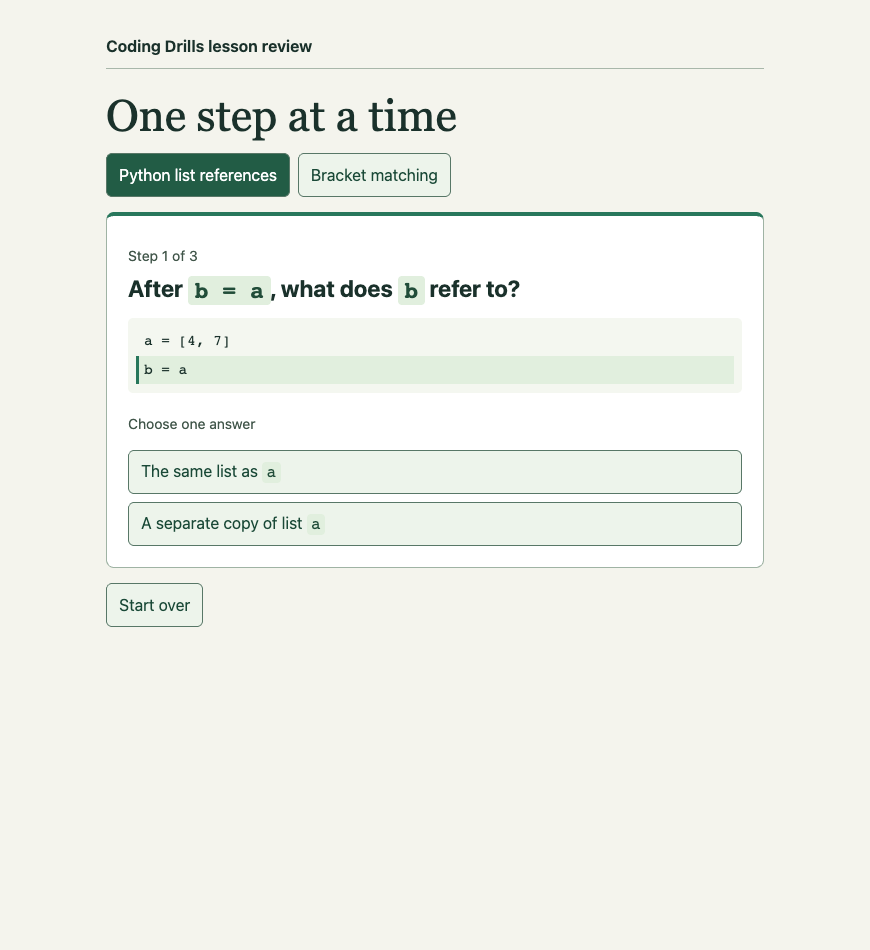 Coding Drills lesson review
One step at a time
Python list references
Bracket matching
Step 1 of 3
After b = a, what does b refer to?
a = [4, 7]
b = a
Choose one answer
The same list as a
A separate copy of list a
Start over